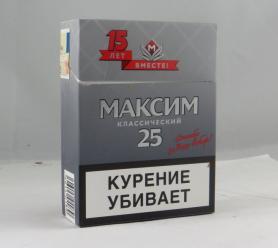 15
ЛЕТ
М
ВМЕСТЕ!
МАКСИМ
КЛАССИЧЕСКИЙ
25
КУРЕНИЕ
УБИВАЕТ